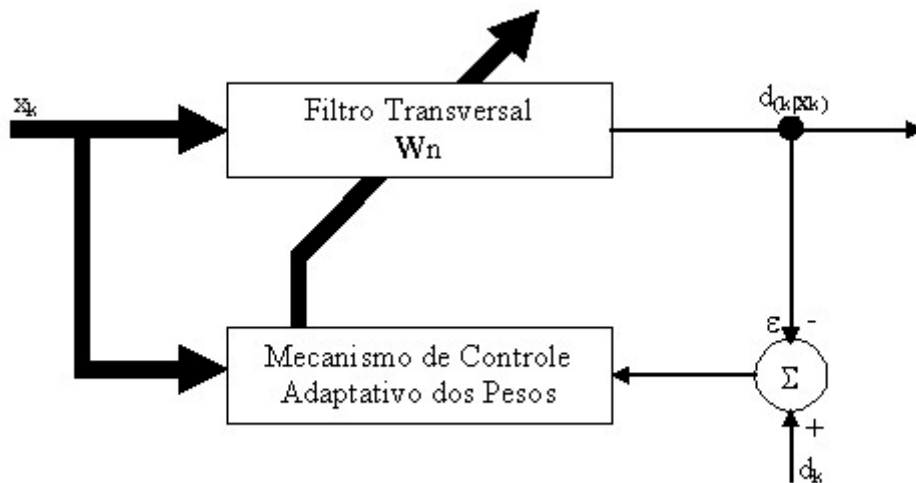 xk
Filtro Transversal
Wn
d(k|xk)
Mecanismo de Controle
Adaptativo dos Pesos
ε -
Σ
+
dk